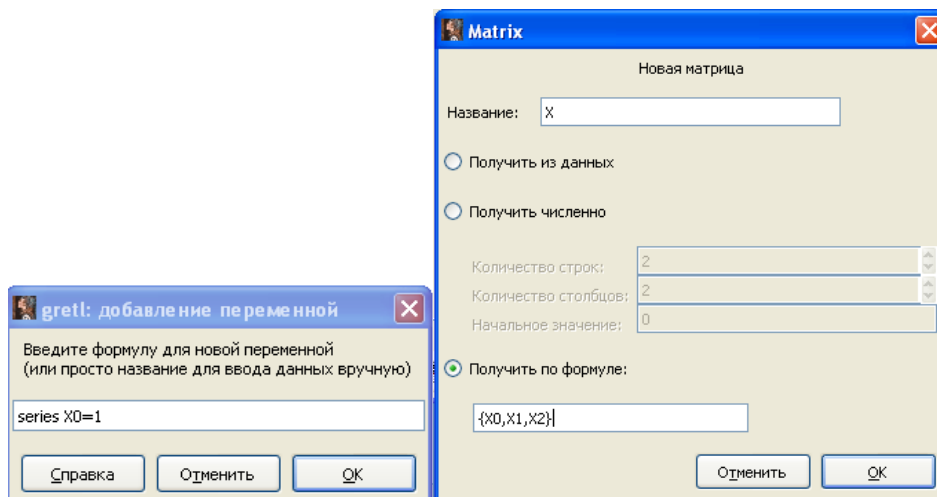 gretl: добавление переменной
Введите формулу для новой переменной
(или просто название для ввода данных вручную)
series X0=1
Справка
Отменить
OK
Matrix
Новая матрица
Название: X
Получить из данных
Получить численно
Количество строк: 2
Количество столбцов: 2
Начальное значение: 0
Получить по формуле:
{X0,X1,X2}
Отменить
OK